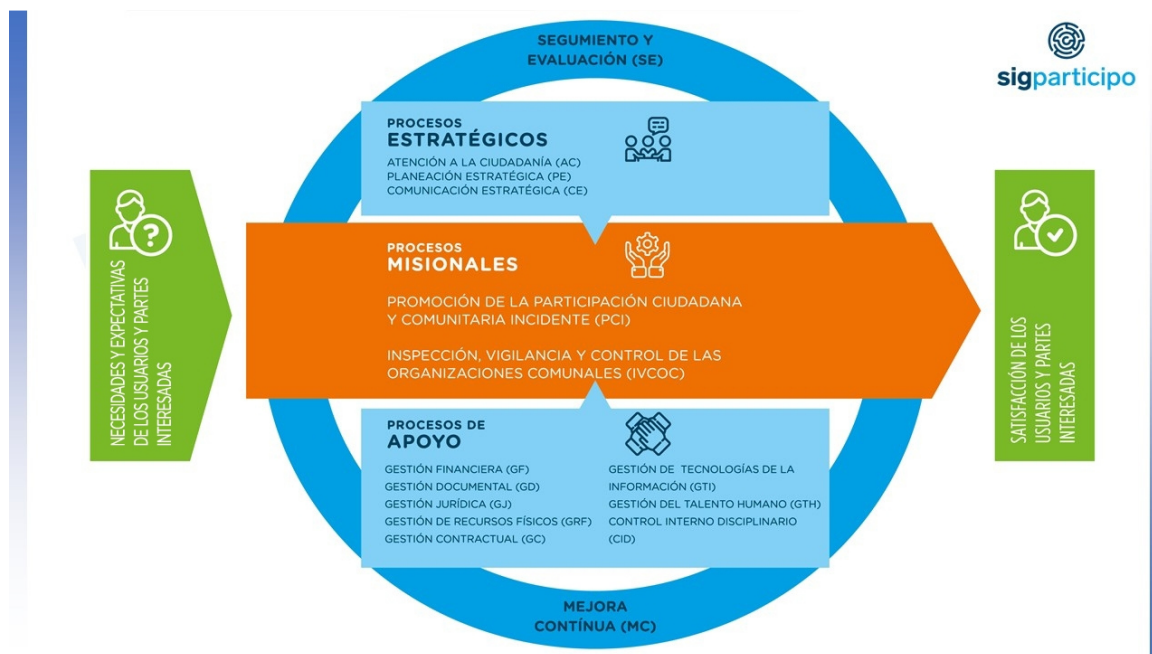 SEGUMIENTO Y
EVALUACIÓN (SE)
sigparticipo
PROCESOS
ESTRATÉGICOS
ATENCIÓN A LA CIUDADANÍA (AC)
PLANEACIÓN ESTRATÉGICA (PE)
COMUNICACIÓN ESTRATÉGICA (CE)
NECESIDADES Y EXPECTATIVAS
DE LOS USUARIOS Y PARTES
INTERESADAS
PROCESOS
MISIONALES
PROMOCIÓN DE LA PARTICIPACIÓN CIUDADANA
Y COMUNITARIA INCIDENTE (PCI)
INSPECCIÓN, VIGILANCIA Y CONTROL DE LAS
ORGANIZACIONES COMUNALES (IVCOC)
SATISFACCIÓN DE LOS
USUARIOS Y PARTES
INTERESADAS
PROCESOS DE
APOYO
GESTIÓN FINANCIERA (GF)
GESTIÓN DOCUMENTAL (GD)
GESTIÓN JURÍDICA (GJ)
GESTIÓN DE RECURSOS FÍSICOS (GRF)
GESTIÓN CONTRACTUAL (GC)
GESTIÓN DE TECNOLOGÍAS DE LA
INFORMACIÓN (GTI)
GESTIÓN DEL TALENTO HUMANO (GTH)
CONTROL INTERNO DISCIPLINARIO
(CID)
MEJORA
CONTÍNUA (MC)